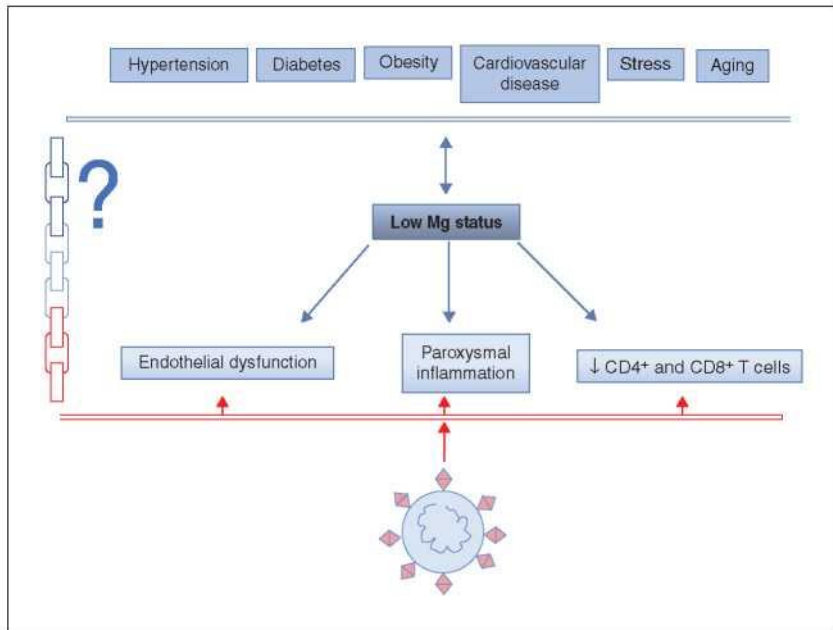 Hypertension
Diabetes
Obesity
Cardiovascular
disease
Stress
Aging
?
Low Mg status
Endothelial dysfunction
Paroxysmal
inflammation
↓ CD4⁺ and CD8⁺ T cells